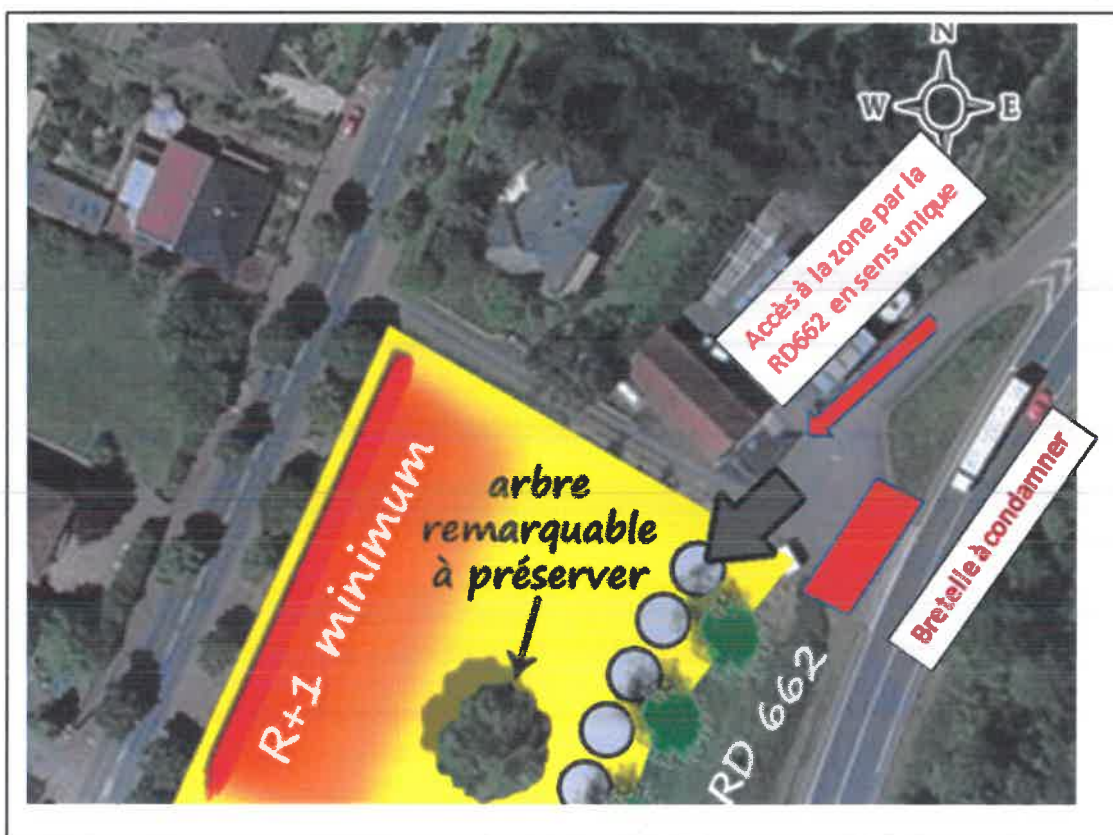 N
W E
Accès à la zone par la
RD662 en sens unique
arbre
remarquable
à préserver
R+1 minimum
Bretelle à condamner
RD 662